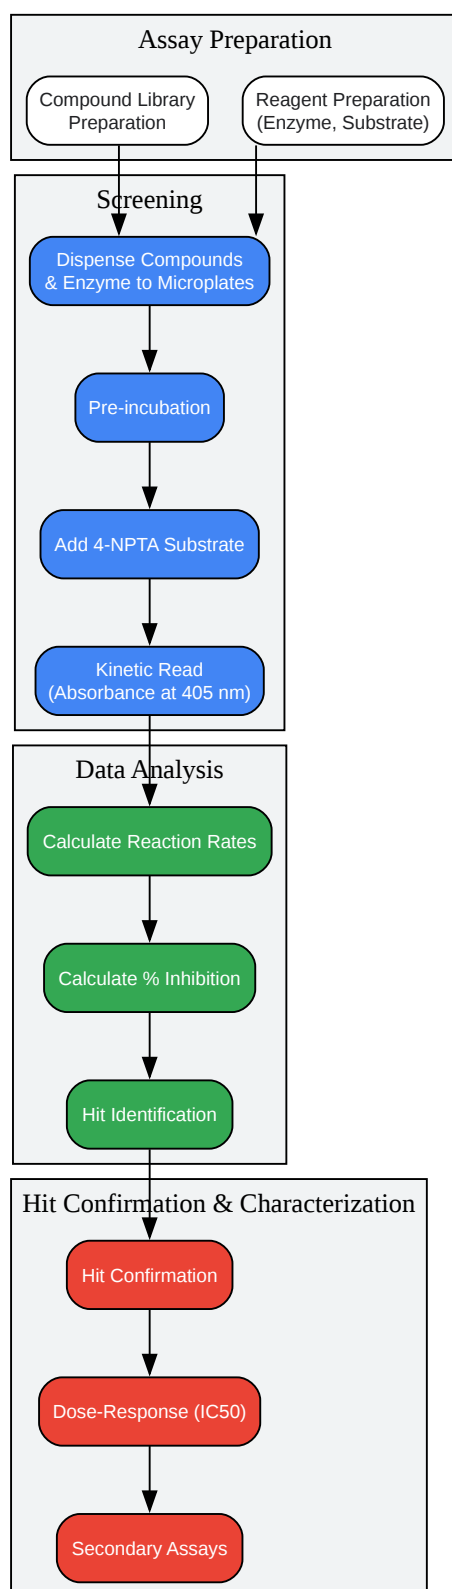 Assay Preparation
Compound Library
Preparation
Reagent Preparation
(Enzyme, Substrate)
Screening
Dispense Compounds
& Enzyme to Microplates
Pre-incubation
Add 4-NPTA Substrate
Kinetic Read
(Absorbance at 405 nm)
Data Analysis
Calculate Reaction Rates
Calculate % Inhibition
Hit Identification
Hit Confirmation & Characterization
Hit Confirmation
Dose-Response (IC50)
Secondary Assays